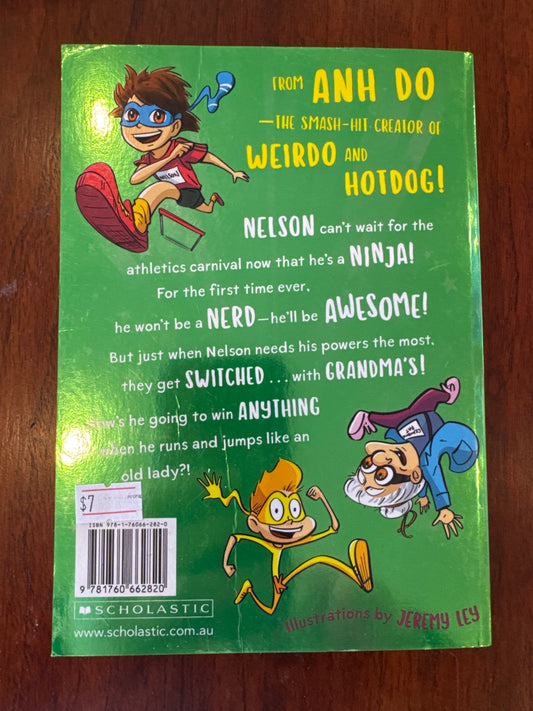 FROM ANH DO
—THE SMASH-HIT CREATOR OF
WEIRDO AND
HOTDOG!
NELSON
NELSON can't wait for the
athletics carnival now that he's a NINJA!
For the first time ever,
he won't be a NERD—he'll be AWESOME!
But just when Nelson needs his powers the most,
they get SWITCHED ... with GRANDMA'S!
he going to win ANYTHING
when he runs and jumps like an
old lady?!
$7
ISBN 978-1-76066-282-0
9 781760 662820
SCHOLASTIC
www.scholastic.com.au
Illustrations by JEREMY LEY